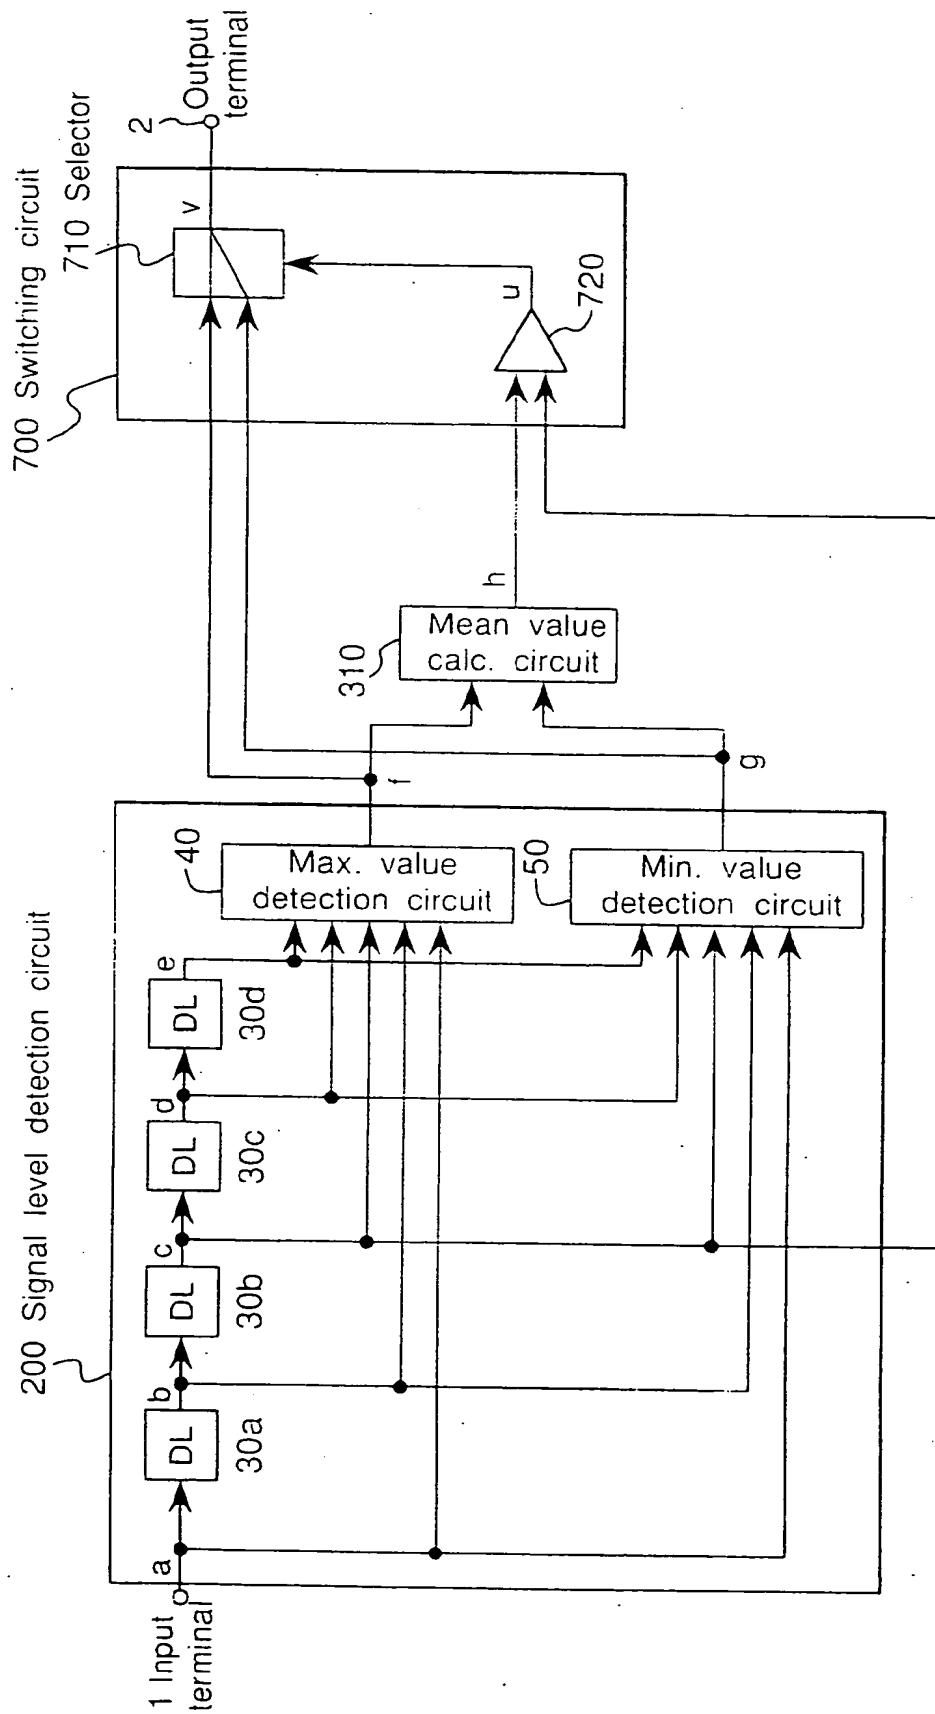 200 Signal level detection circuit
700 Switching circuit
710 Selector
1 Input
terminal
a
DL
30a
b
DL
30b
c
DL
30c
d
DL
30d
e
40
Max. value
detection circuit
50
Min. value
detection circuit
f
g
310
Mean value
calc. circuit
h
u
720
v
2
Output
terminal